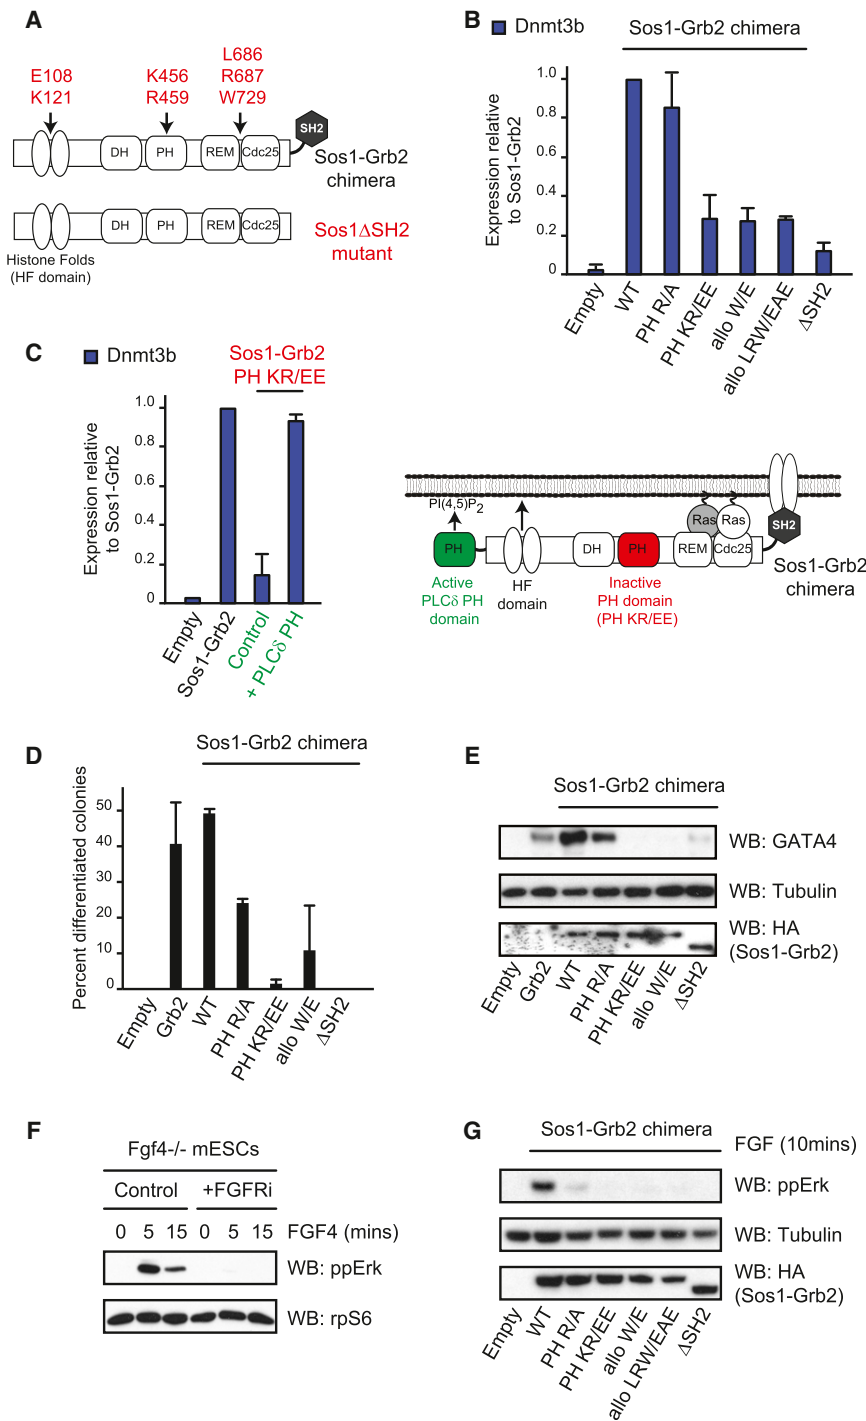 A
E108
K121
K456
R459
L686
R687
W729
DH
PH
REM
Cdc25
SH2
Sos1-Grb2
chimera
DH
PH
REM
Cdc25
Sos1ΔSH2
mutant
Histone Folds
(HF domain)
B
Dnmt3b
Sos1-Grb2 chimera
Expression relative
to Sos1-Grb2
1.0
0.8
0.6
0.4
0.2
0
Empty
WT
PH R/A
PH KR/EE
allo W/E
allo LRW/EAE
ΔSH2
C
Dnmt3b
Sos1-Grb2
PH KR/EE
Expression relative
to Sos1-Grb2
1.0
0.8
0.6
0.4
0.2
0
Empty
Sos1-Grb2
Control
+ PLCδ PH
PI(4,5)P2
PH
DH
PH
REM
Cdc25
Ras
Ras
SH2
Active
PLCδ PH
domain
HF
domain
Inactive
PH domain
(PH KR/EE)
Sos1-Grb2
chimera
D
Sos1-Grb2 chimera
Percent differentiated colonies
50
40
30
20
10
0
Empty
Grb2
WT
PH R/A
PH KR/EE
allo W/E
ΔSH2
E
Sos1-Grb2 chimera
WB: GATA4
WB: Tubulin
WB: HA
(Sos1-Grb2)
Empty
Grb2
WT
PH R/A
PH KR/EE
allo W/E
ΔSH2
F
Fgf4-/- mESCs
Control
+FGFRi
0 5 15 0 5 15 FGF4 (mins)
WB: ppErk
WB: rpS6
G
Sos1-Grb2 chimera
FGF (10mins)
WB: ppErk
WB: Tubulin
WB: HA
(Sos1-Grb2)
Empty
WT
PH R/A
PH KR/EE
allo W/E
allo LRW/EAE
ΔSH2